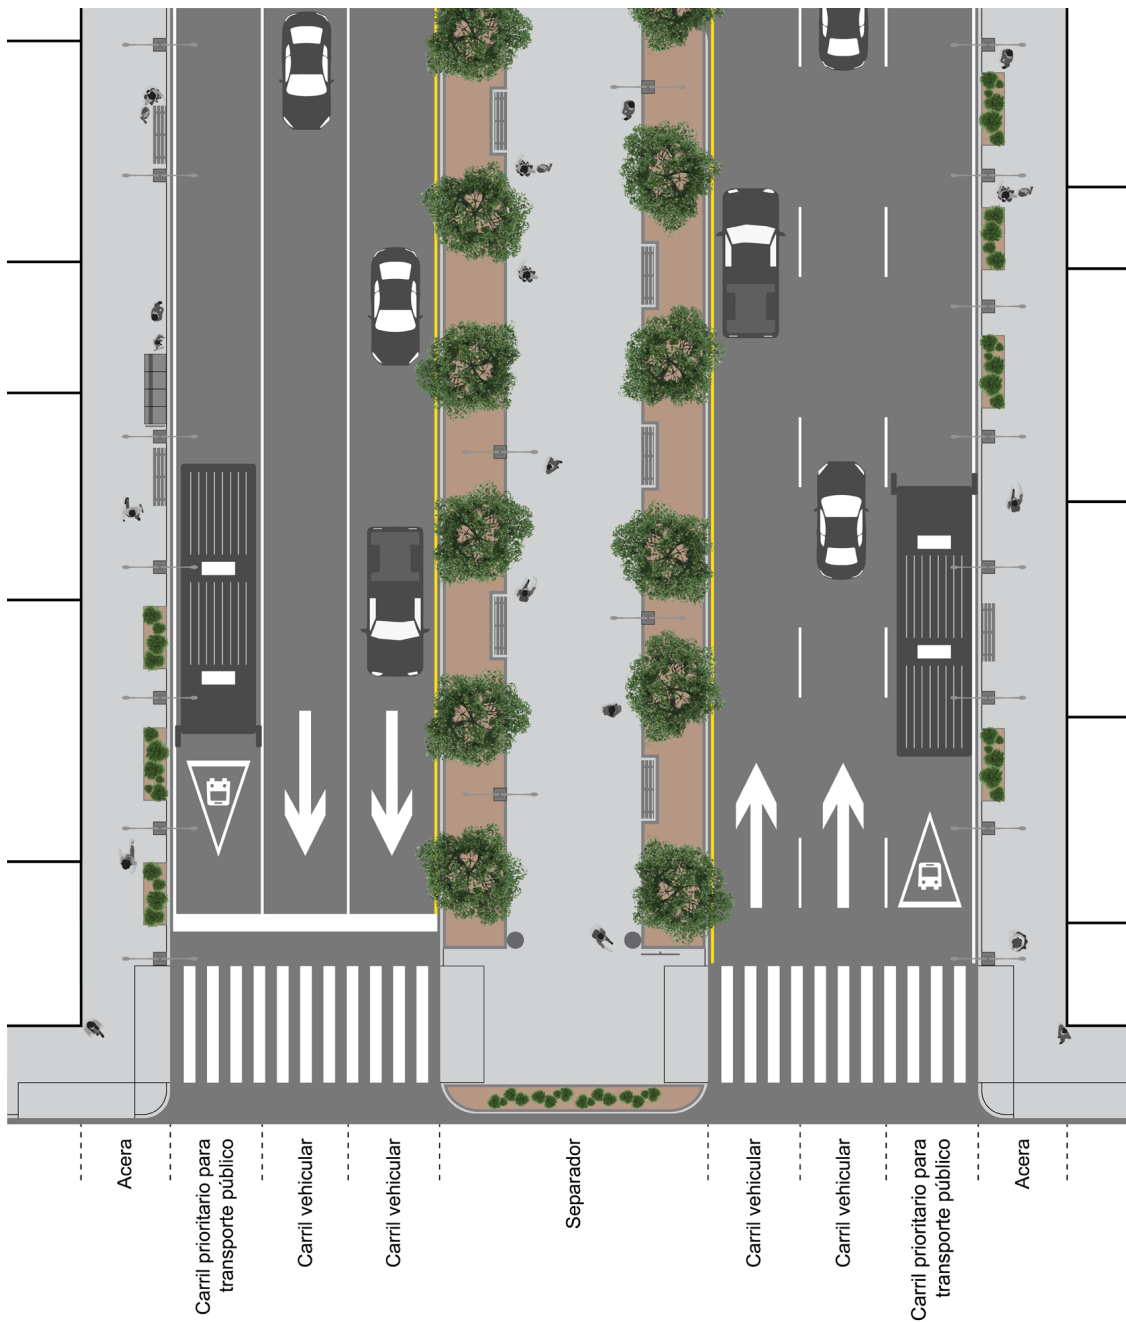 Acera
Carril prioritario para
transporte público
Carril vehicular
Carril vehicular
Separador
Carril vehicular
Carril vehicular
Carril prioritario para
transporte público
Acera